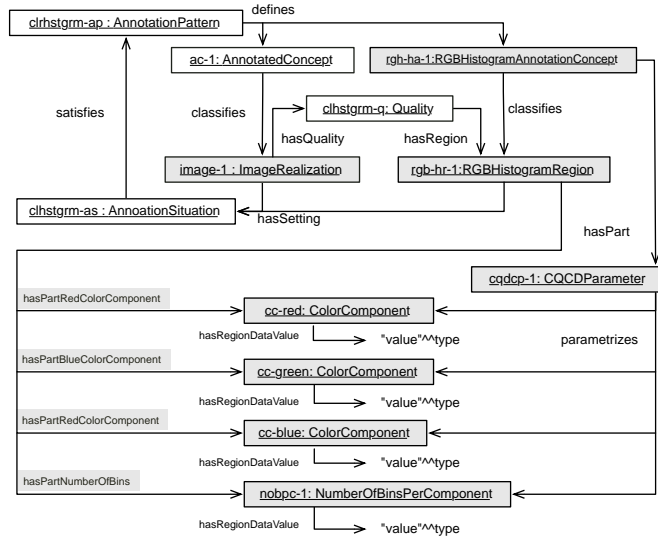 clrhstgrm-ap : AnnotationPattern
defines
ac-1: AnnotatedConcept
rgh-ha-1:RGBHistogramAnnotationConcept
satisfies
classifies
clhstgrm-q: Quality
classifies
hasQuality
hasRegion
image-1 : ImageRealization
rgb-hr-1:RGBHistogramRegion
clhstgrm-as : AnnoationSituation
hasSetting
hasPart
cqdcp-1: CQCDParameter
hasPartRedColorComponent
cc-red: ColorComponent
hasRegionDataValue
"value"^^type
parametrizes
hasPartBlueColorComponent
cc-green: ColorComponent
hasRegionDataValue
"value"^^type
hasPartRedColorComponent
cc-blue: ColorComponent
hasRegionDataValue
"value"^^type
hasPartNumberOfBins
nobpc-1: NumberOfBinsPerComponent
hasRegionDataValue
"value"^^type